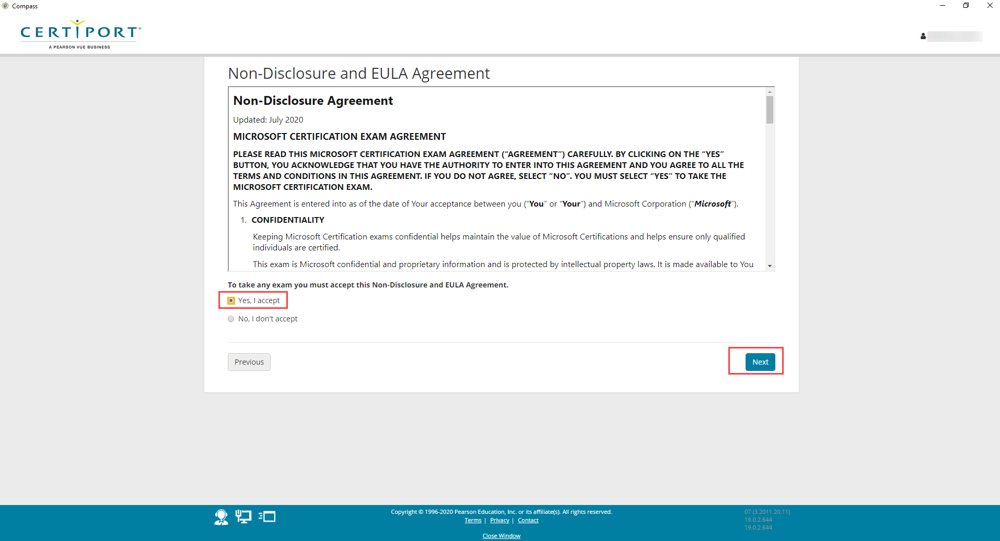 Compass
CERTIPORT®
A PEARSON VUE BUSINESS
Non-Disclosure and EULA Agreement
Non-Disclosure Agreement
Updated: July 2020
MICROSOFT CERTIFICATION EXAM AGREEMENT
PLEASE READ THIS MICROSOFT CERTIFICATION EXAM AGREEMENT (“AGREEMENT”) CAREFULLY. BY CLICKING ON THE “YES”
BUTTON, YOU ACKNOWLEDGE THAT YOU HAVE THE AUTHORITY TO ENTER INTO THIS AGREEMENT AND YOU AGREE TO ALL THE
TERMS AND CONDITIONS IN THIS AGREEMENT. IF YOU DO NOT AGREE, SELECT “NO”. YOU MUST SELECT “YES” TO TAKE THE
MICROSOFT CERTIFICATION EXAM.
This Agreement is entered into as of the date of Your acceptance between you (“You” or “Your”) and Microsoft Corporation (“Microsoft”).
1. CONFIDENTIALITY
Keeping Microsoft Certification exams confidential helps maintain the value of Microsoft Certifications and helps ensure only qualified
individuals are certified.
This exam is Microsoft confidential and proprietary information and is protected by intellectual property laws. It is made available to You
To take any exam you must accept this Non-Disclosure and EULA Agreement.
Yes, I accept
No, I don't accept
Previous
Next
Copyright © 1996-2020 Pearson Education, Inc. or its affiliate(s). All rights reserved.
Terms | Privacy | Contact
Close Window
07 (3.2011.20.11)
19.0.2.644
19.0.2.644